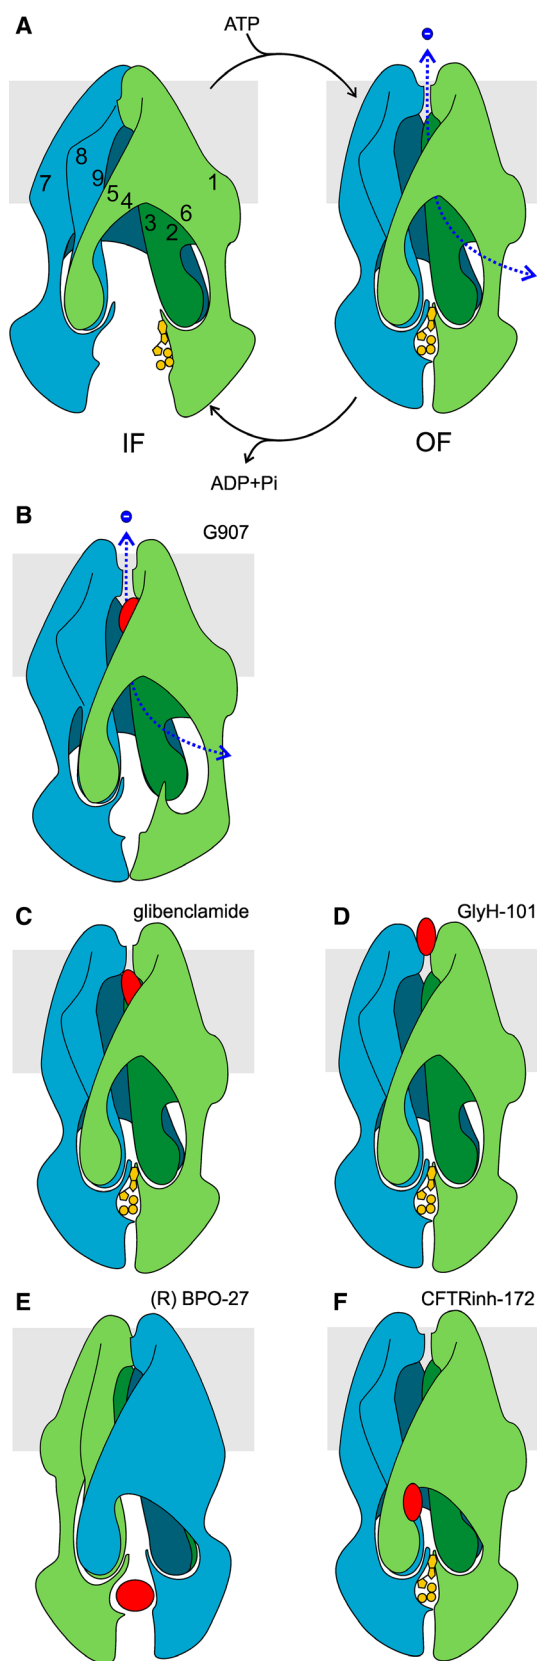 A
ATP
⊖
8
7
9
5
4
1
6
3
2
IF
OF
ADP+Pi
B
G907
⊖
C
glibenclamide
D
GlyH-101
E
(R) BPO-27
F
CFTRinh-172